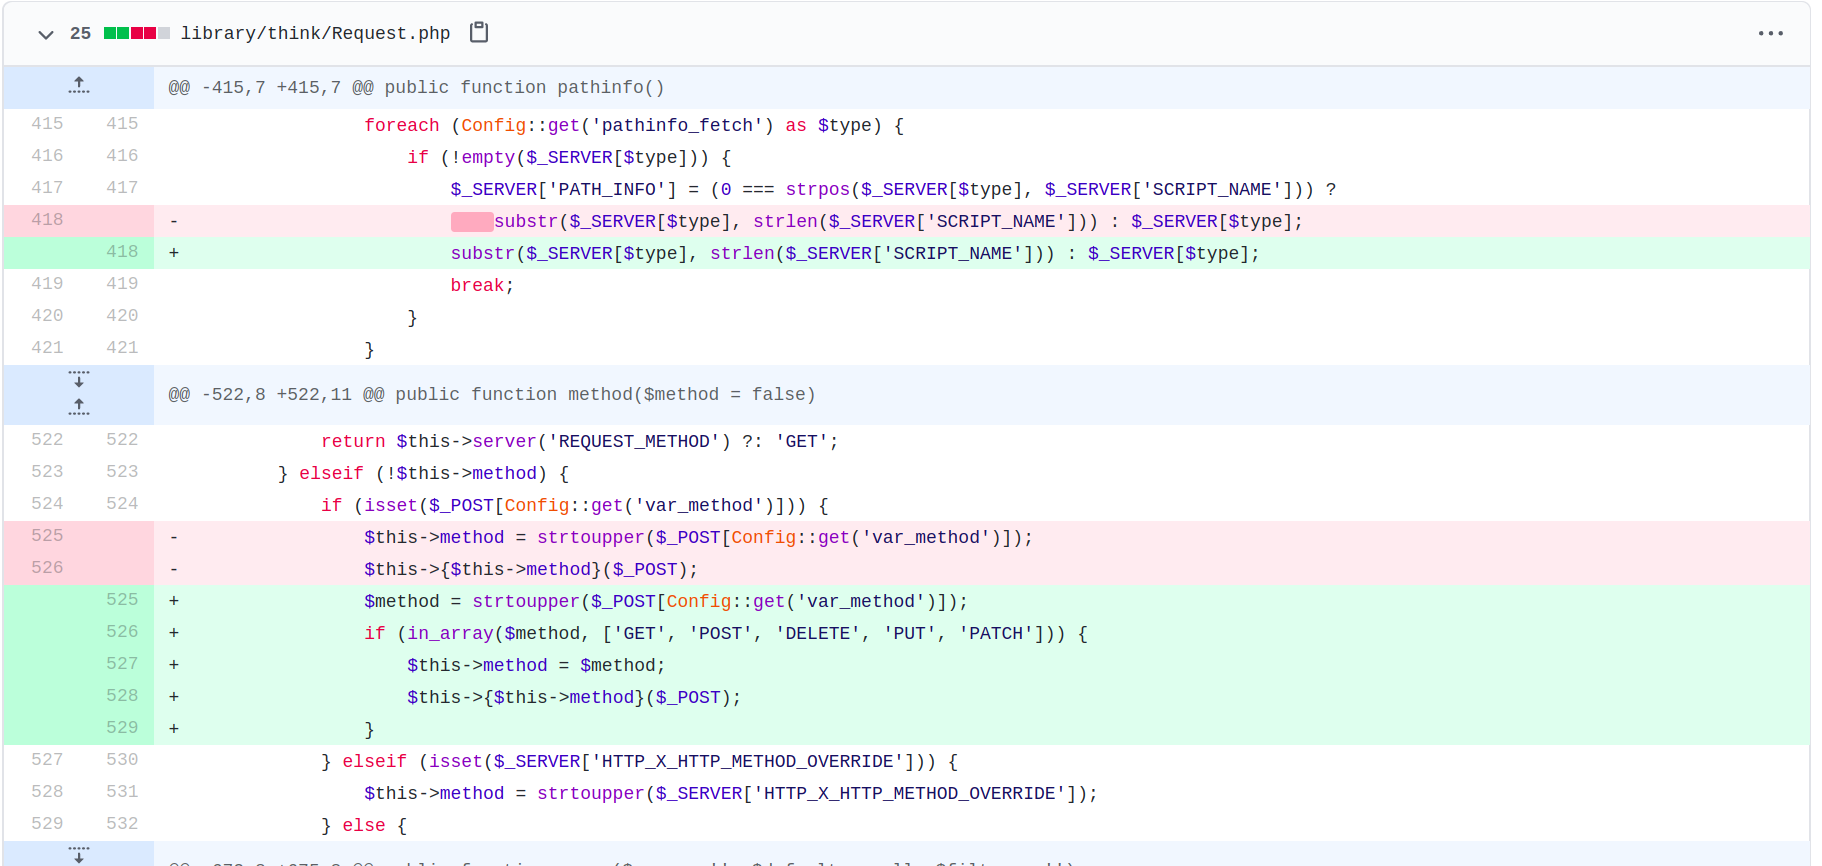 25 library/think/Request.php
@@ -415,7 +415,7 @@ public function pathinfo()
415 415 foreach (Config::get('pathinfo_fetch') as $type) {
416 416 if (!empty($_SERVER[$type])) {
417 417 $_SERVER['PATH_INFO'] = (0 === strpos($_SERVER[$type], $_SERVER['SCRIPT_NAME'])) ?
418 - substr($_SERVER[$type], strlen($_SERVER['SCRIPT_NAME'])) : $_SERVER[$type];
418 + substr($_SERVER[$type], strlen($_SERVER['SCRIPT_NAME'])) : $_SERVER[$type];
419 419 break;
420 420 }
421 421 }
@@ -522,8 +522,11 @@ public function method($method = false)
522 522 return $this->server('REQUEST_METHOD') ?: 'GET';
523 523 } elseif (!$this->method) {
524 524 if (isset($_POST[Config::get('var_method')])) {
525 - $this->method = strtoupper($_POST[Config::get('var_method')]);
526 - $this->{$this->method}($_POST);
525 + $method = strtoupper($_POST[Config::get('var_method')]);
526 + if (in_array($method, ['GET', 'POST', 'DELETE', 'PUT', 'PATCH'])) {
527 + $this->method = $method;
528 + $this->{$this->method}($_POST);
529 + }
527 530 } elseif (isset($_SERVER['HTTP_X_HTTP_METHOD_OVERRIDE'])) {
528 531 $this->method = strtoupper($_SERVER['HTTP_X_HTTP_METHOD_OVERRIDE']);
529 532 } else {